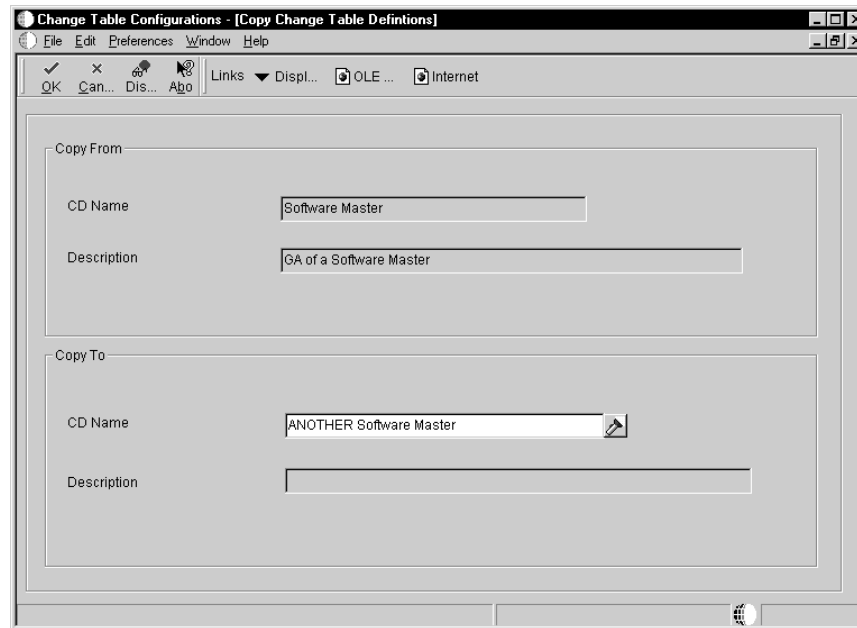 Change Table Configurations - [Copy Change Table Defintions]
File Edit Preferences Window Help
OK Can... Dis... Abo Links Displ... OLE ... Internet
Copy From
CD Name Software Master
Description GA of a Software Master
Copy To
CD Name ANOTHER Software Master
Description